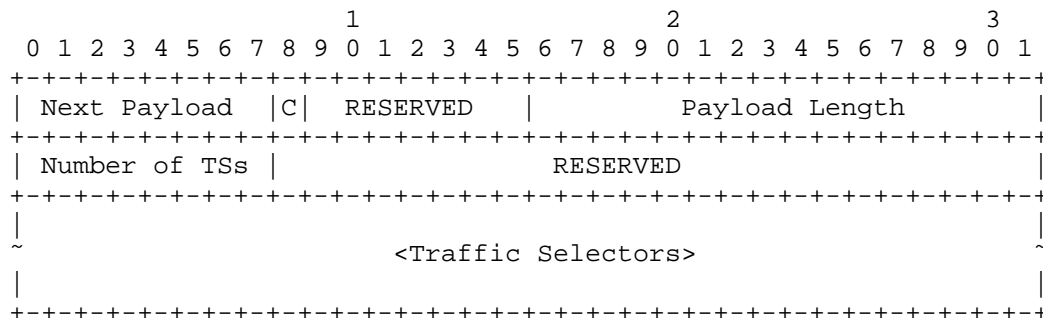 1                   2                   3
 0 1 2 3 4 5 6 7 8 9 0 1 2 3 4 5 6 7 8 9 0 1 2 3 4 5 6 7 8 9 0 1
+-+-+-+-+-+-+-+-+-+-+-+-+-+-+-+-+-+-+-+-+-+-+-+-+-+-+-+-+-+-+-+-+
| Next Payload  |C|  RESERVED   |         Payload Length        |
+-+-+-+-+-+-+-+-+-+-+-+-+-+-+-+-+-+-+-+-+-+-+-+-+-+-+-+-+-+-+-+-+
| Number of TSs |                 RESERVED                      |
+-+-+-+-+-+-+-+-+-+-+-+-+-+-+-+-+-+-+-+-+-+-+-+-+-+-+-+-+-+-+-+-+
|                                                               |
~                       <Traffic Selectors>                     ~
|                                                               |
+-+-+-+-+-+-+-+-+-+-+-+-+-+-+-+-+-+-+-+-+-+-+-+-+-+-+-+-+-+-+-+-+